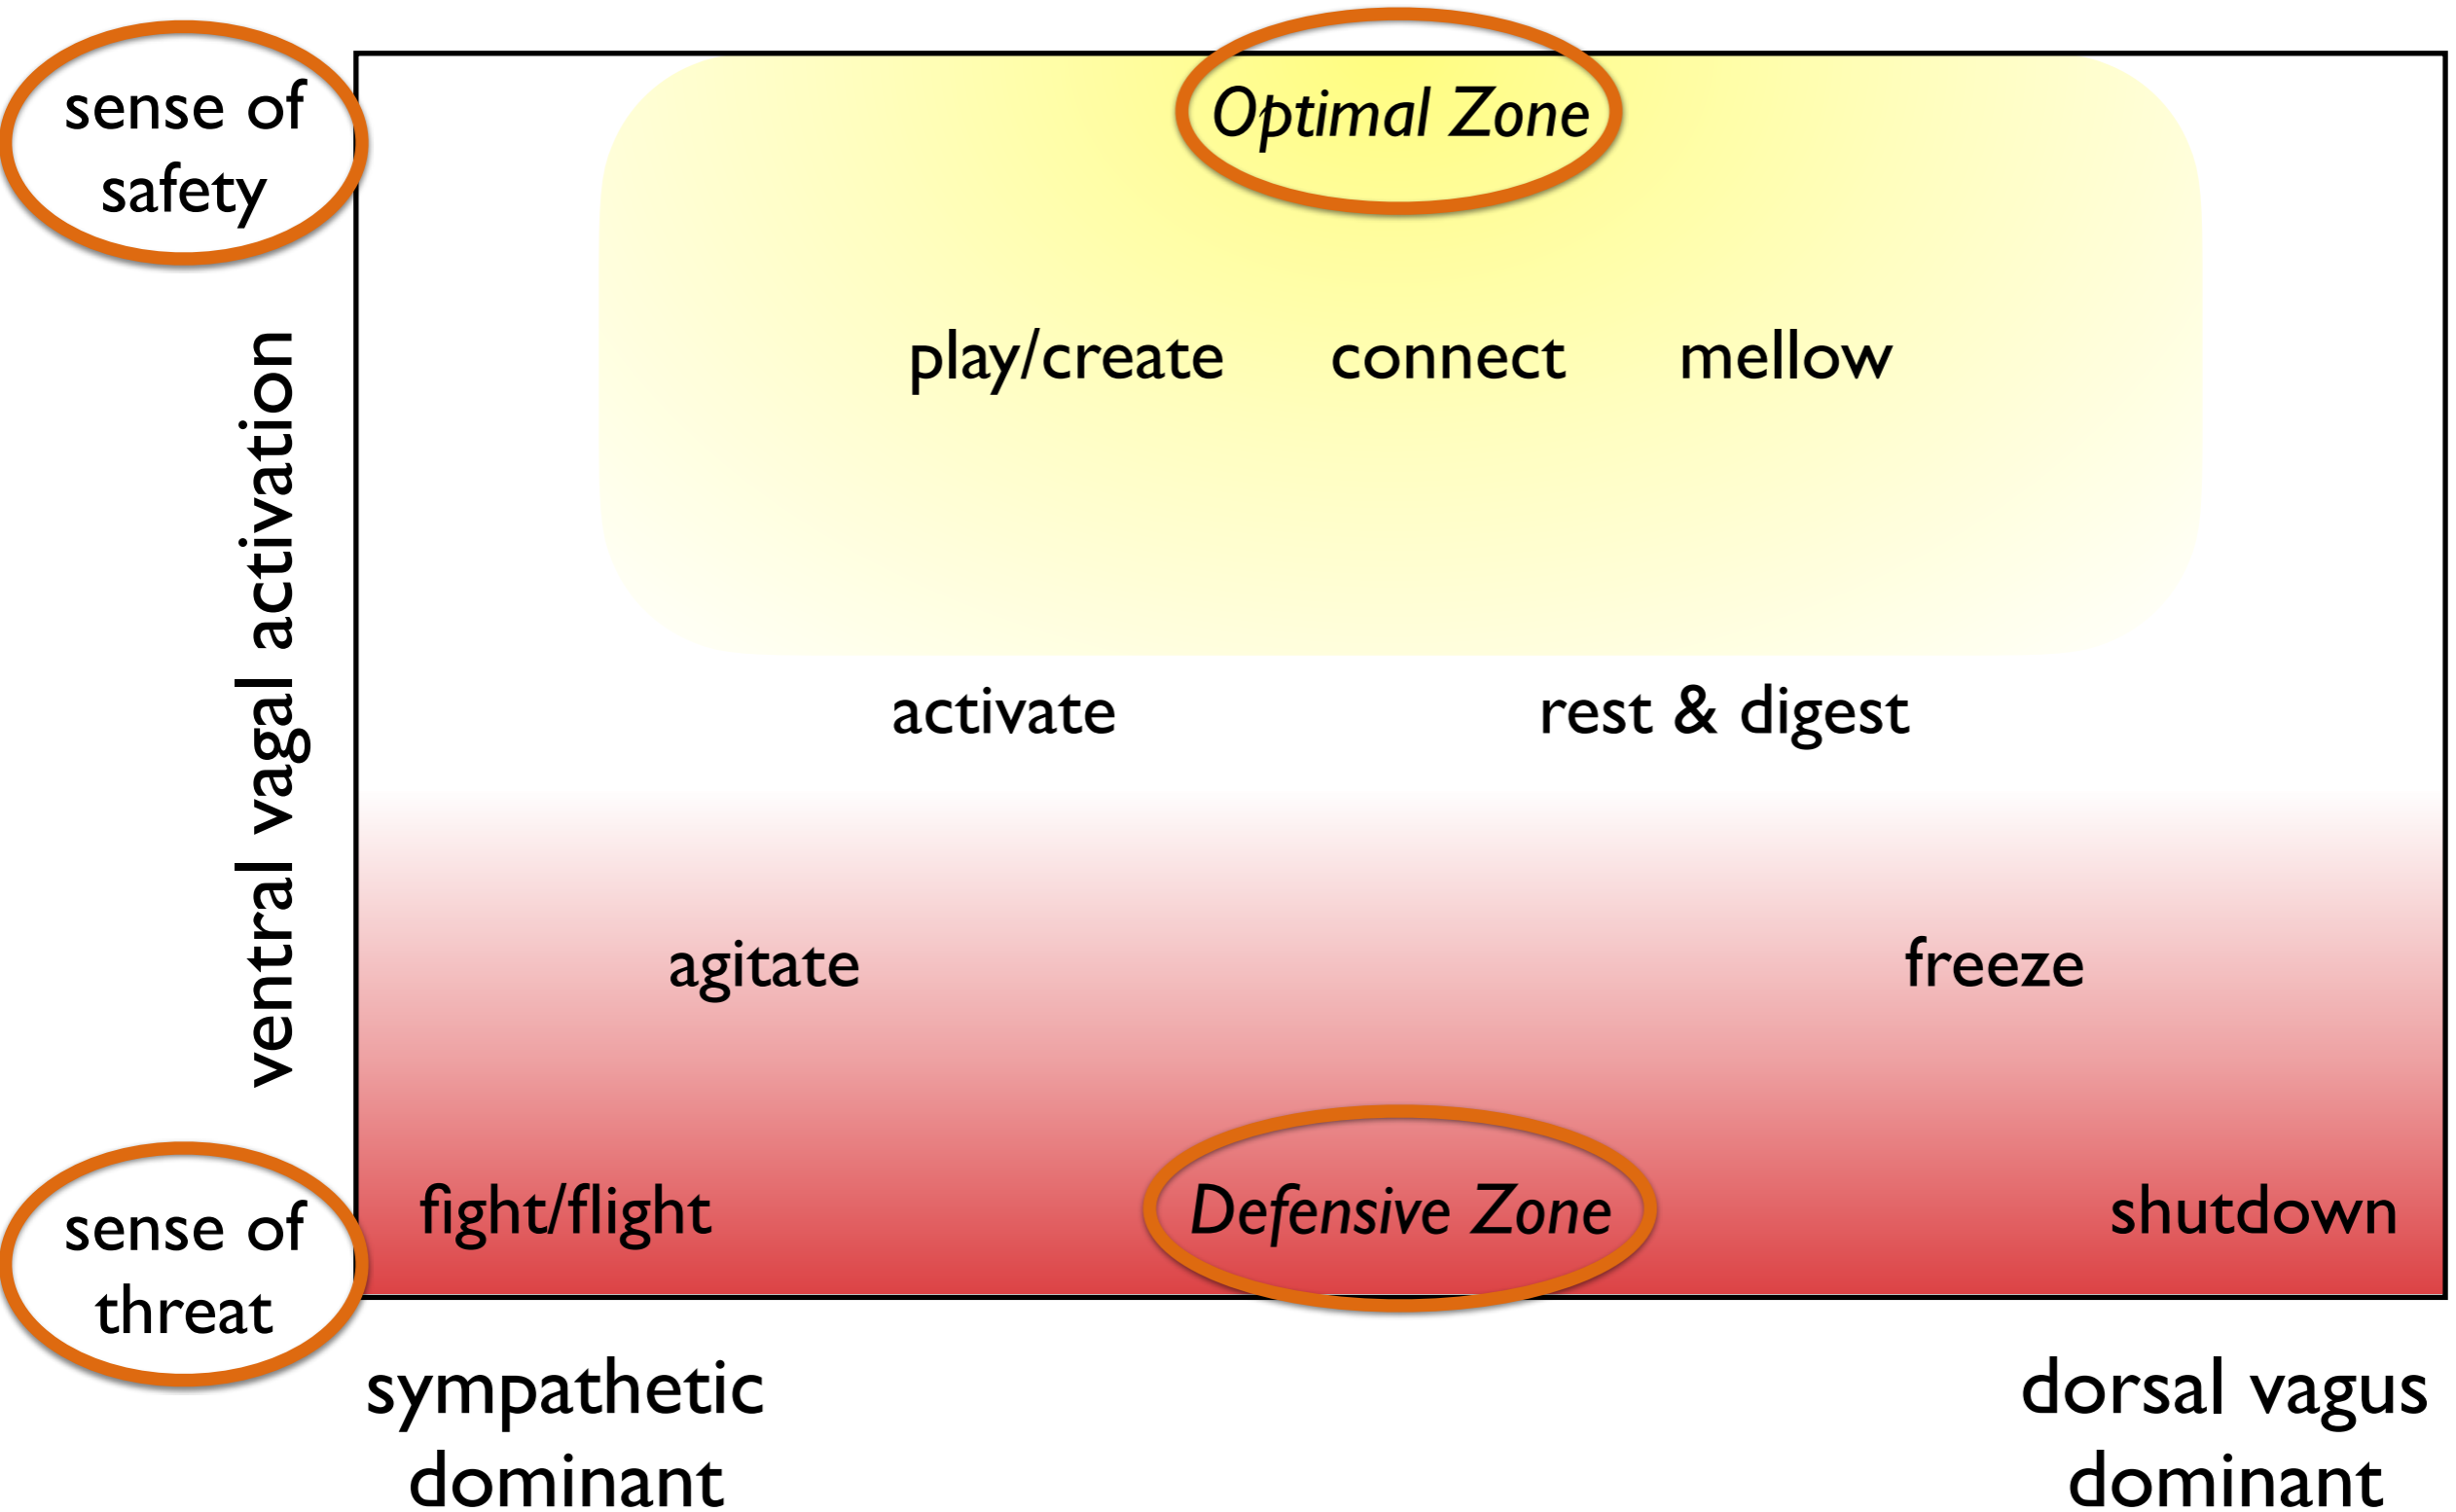 sense of
safety
Optimal Zone
play/create connect mellow
ventral vagal activation
activate rest & digest
agitate freeze
fight/flight Defensive Zone shutdown
sense of
threat
sympathetic
dominant
dorsal vagus
dominant